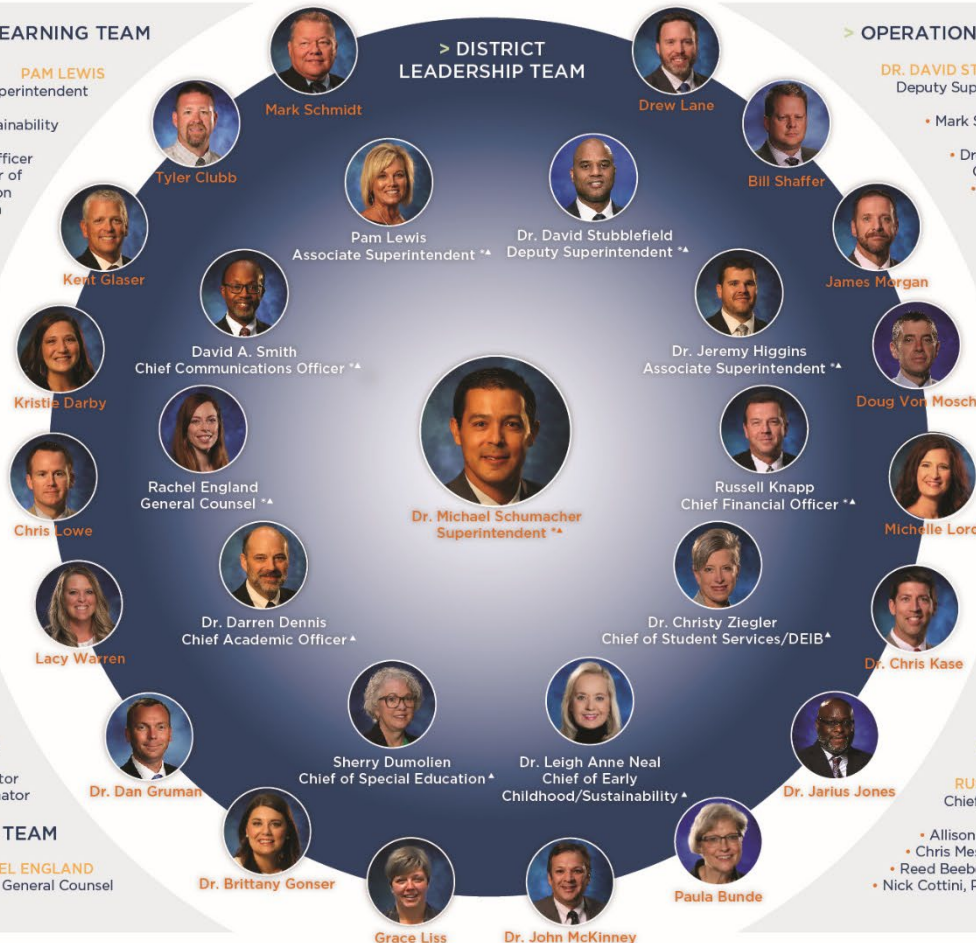 EARNING TEAM
PAM LEWIS
perintendent
ainability
fficer
r of
on
> DISTRICT
LEADERSHIP TEAM
> OPERATION
DR. DAVID ST
Deputy Sup
• Mark S
• Dr
Mark Schmidt
Drew Lane
Tyler Clubb
Bill Shaffer
Pam Lewis
Associate Superintendent *▲
Dr. David Stubblefield
Deputy Superintendent *▲
Kent Glaser
James Morgan
David A. Smith
Chief Communications Officer *▲
Dr. Jeremy Higgins
Associate Superintendent *▲
Kristie Darby
Doug Von Mosch
Rachel England
General Counsel *▲
Russell Knapp
Chief Financial Officer *▲
Dr. Michael Schumacher
Superintendent *▲
Chris Lowe
Michelle Lord
Dr. Darren Dennis
Chief Academic Officer ▲
Dr. Christy Ziegler
Chief of Student Services/DEIB ▲
Lacy Warren
Dr. Chris Kase
Sherry Dumolien
Chief of Special Education ▲
Dr. Leigh Anne Neal
Chief of Early
Childhood/Sustainability ▲
Dr. Dan Gruman
Dr. Jarius Jones
Dr. Brittany Gonser
Paula Bunde
Grace Liss
Dr. John McKinney
tor
nator
TEAM
EL ENGLAND
General Counsel
RU
Chief
• Allison
• Chris Mes
• Reed Beebe
• Nick Cottini, P